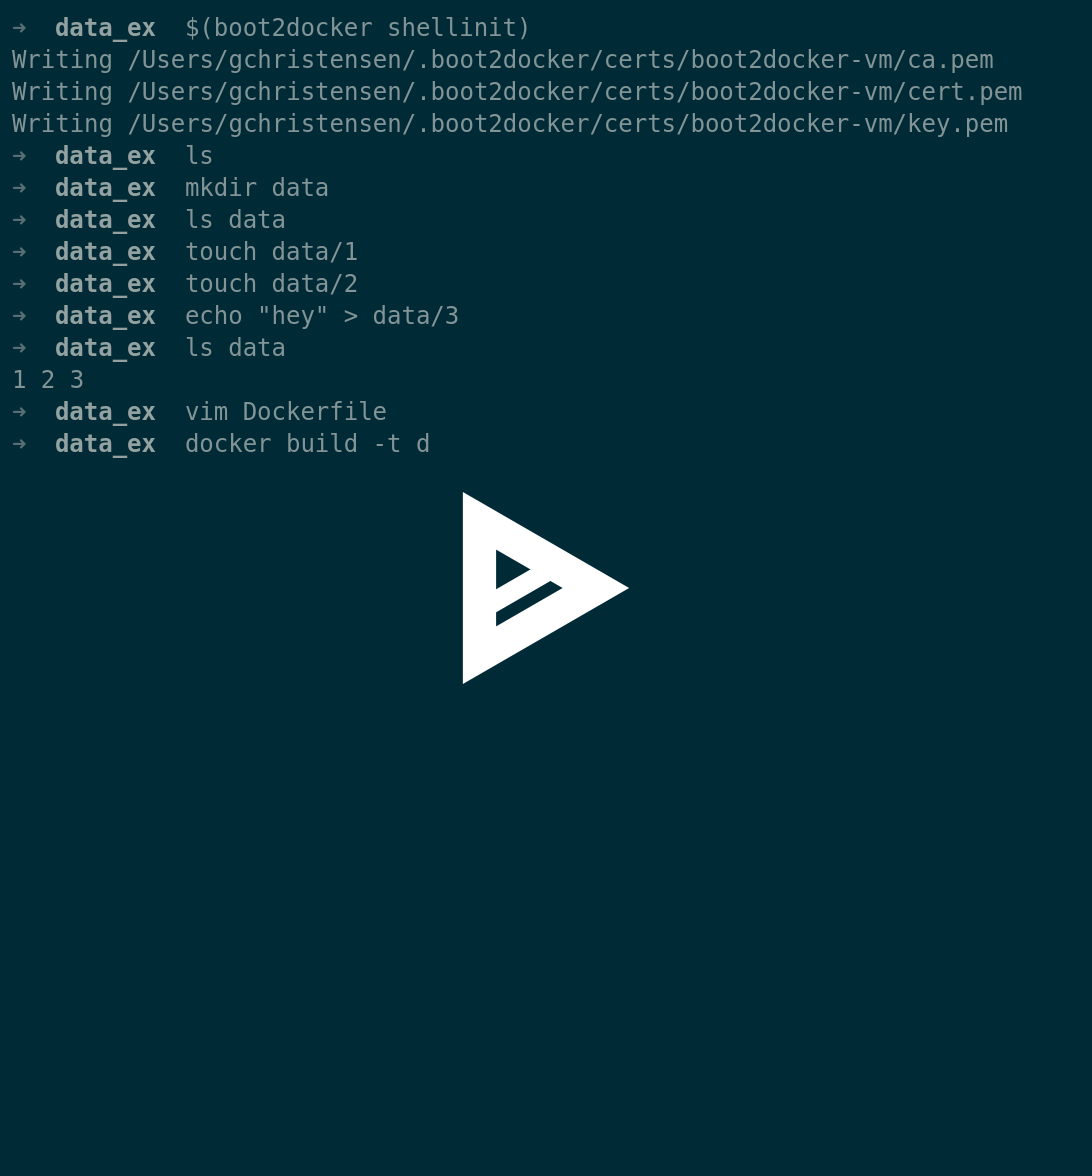 ➜  data_ex  $(boot2docker shellinit)
Writing /Users/gchristensen/.boot2docker/certs/boot2docker-vm/ca.pem
Writing /Users/gchristensen/.boot2docker/certs/boot2docker-vm/cert.pem
Writing /Users/gchristensen/.boot2docker/certs/boot2docker-vm/key.pem
➜  data_ex  ls
➜  data_ex  mkdir data
➜  data_ex  ls data
➜  data_ex  touch data/1
➜  data_ex  touch data/2
➜  data_ex  echo "hey" > data/3
➜  data_ex  ls data
1 2 3
➜  data_ex  vim Dockerfile
➜  data_ex  docker build -t d